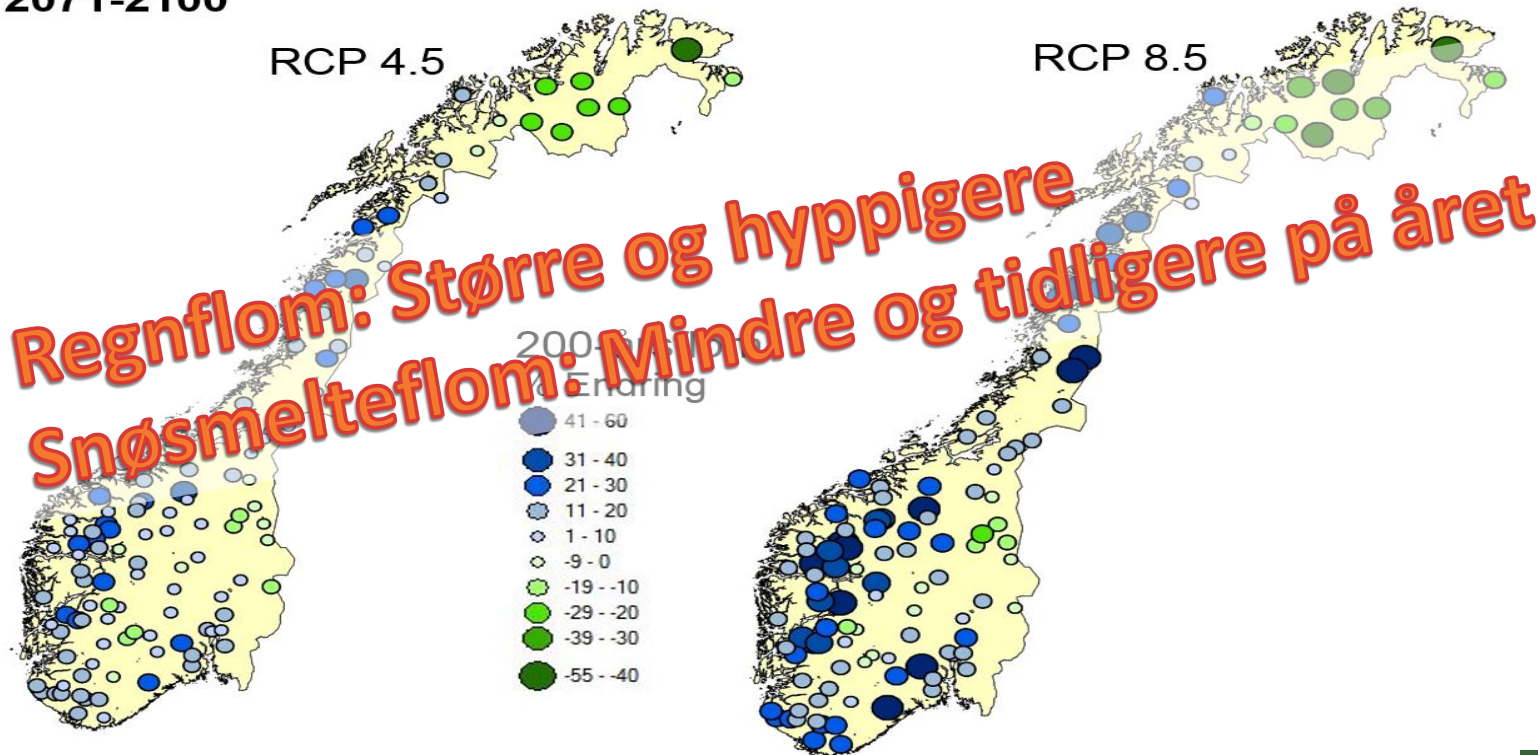 2071-2100
RCP 4.5
RCP 8.5
Regnflom: Større og hyppigere
Snøsmelteflom: Mindre og tidligere på året
% Endring
41 - 60
31 - 40
21 - 30
11 - 20
1 - 10
-9 - 0
-19 - -10
-29 - -20
-39 - -30
-55 - -40